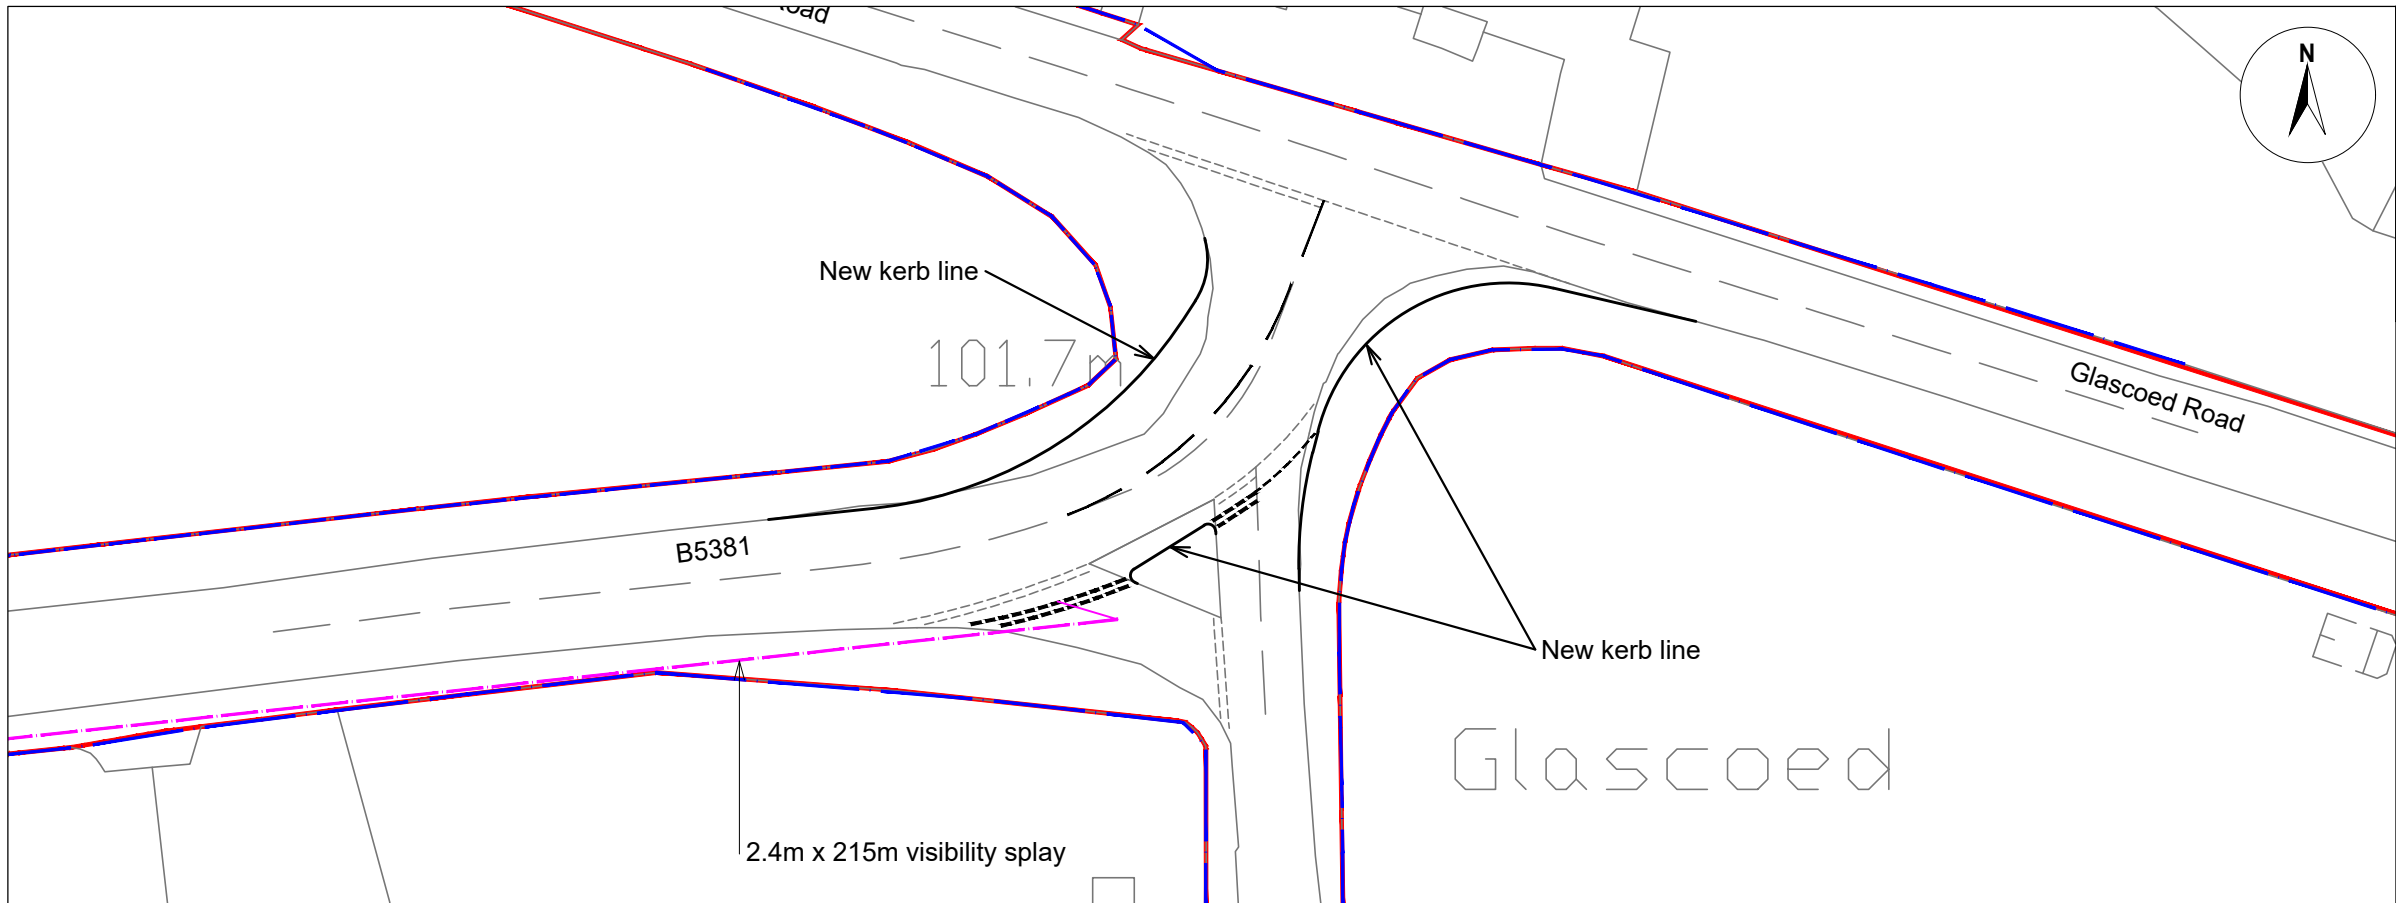 N
New kerb line
101.7m
Glascoed Road
B5381
New kerb line
Glascoed
2.4m x 215m visibility splay